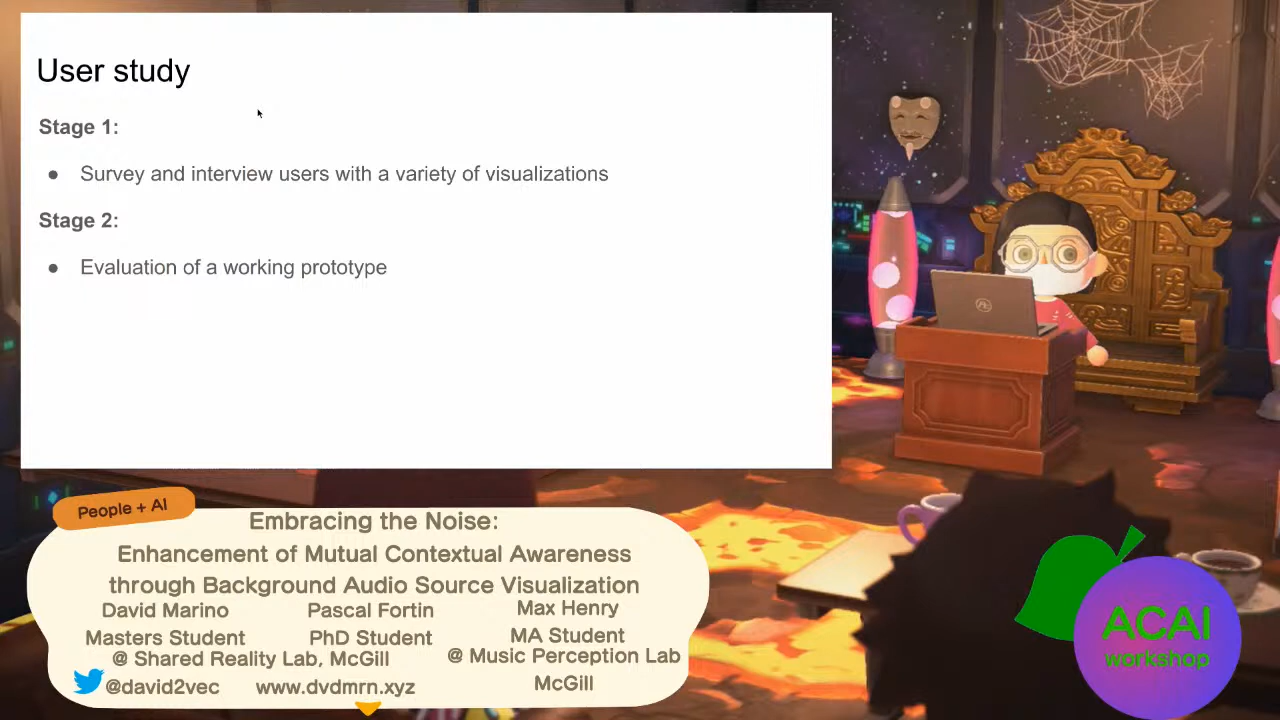 User study
Stage 1:
● Survey and interview users with a variety of visualizations
Stage 2:
● Evaluation of a working prototype
People + AI
Embracing the Noise:
Enhancement of Mutual Contextual Awareness
through Background Audio Source Visualization
David Marino
Pascal Fortin
Max Henry
Masters Student
PhD Student
MA Student
@ Shared Reality Lab, McGill
@ Music Perception Lab
@david2vec
www.dvdmrn.xyz
McGill
ACAI
workshop